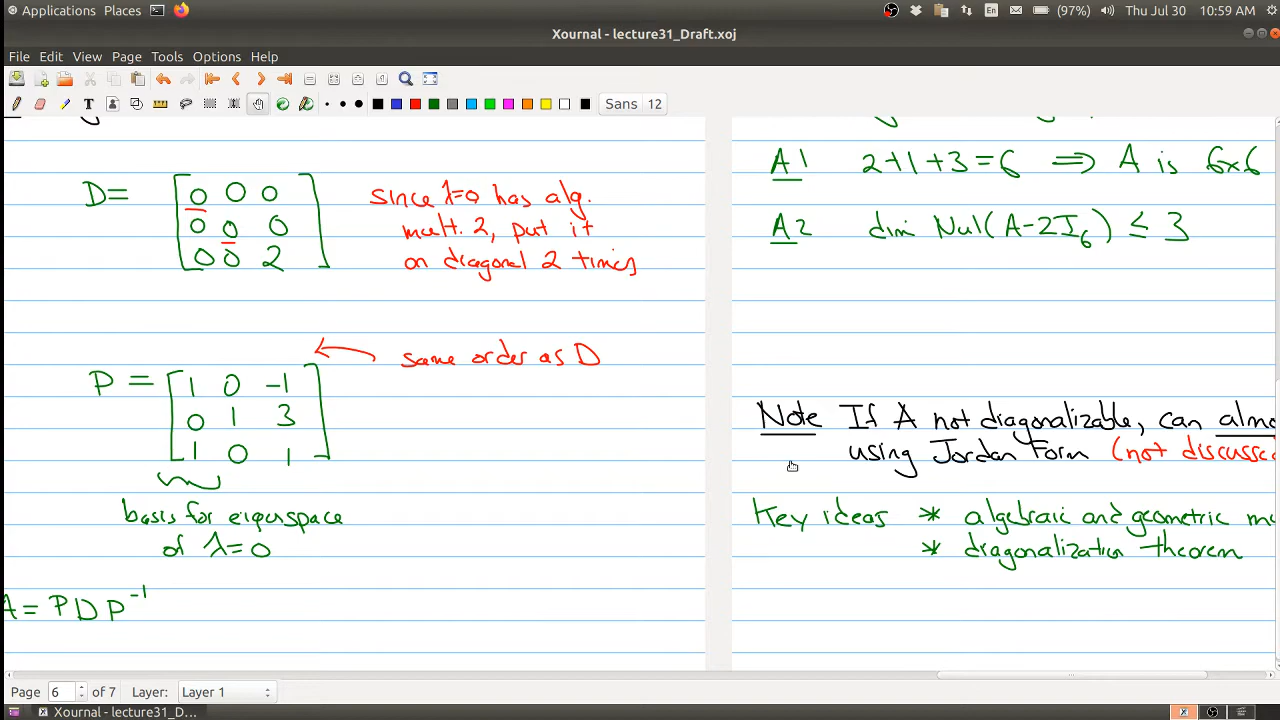 Applications Places (97%) Thu Jul 30 10:59 AM
En
Xournal - lecture31_Draft.xoj
File Edit View Page Tools Options Help
T Sans 12
D=
[0 0 0
0 0 0
0 0 2]
since λ=0 has alg.
mult. 2, put it
on diagonal 2 times
same order as D
P =
[1 0 -1
0 1 3
1 0 1]
basis for eigenspace
of λ=0
A = PDP⁻¹
A1 2+1+3=6 ⟹ A is 6x6
A2 dim Nul(A-2I₆) ≤ 3
Note If A not diagonalizable, can almo
using Jordan Form (not discussed
Key ideas * algebraic and geometric m
* diagonalization theorem
Page 6 of 7 Layer: Layer 1
Xournal - lecture31_D...